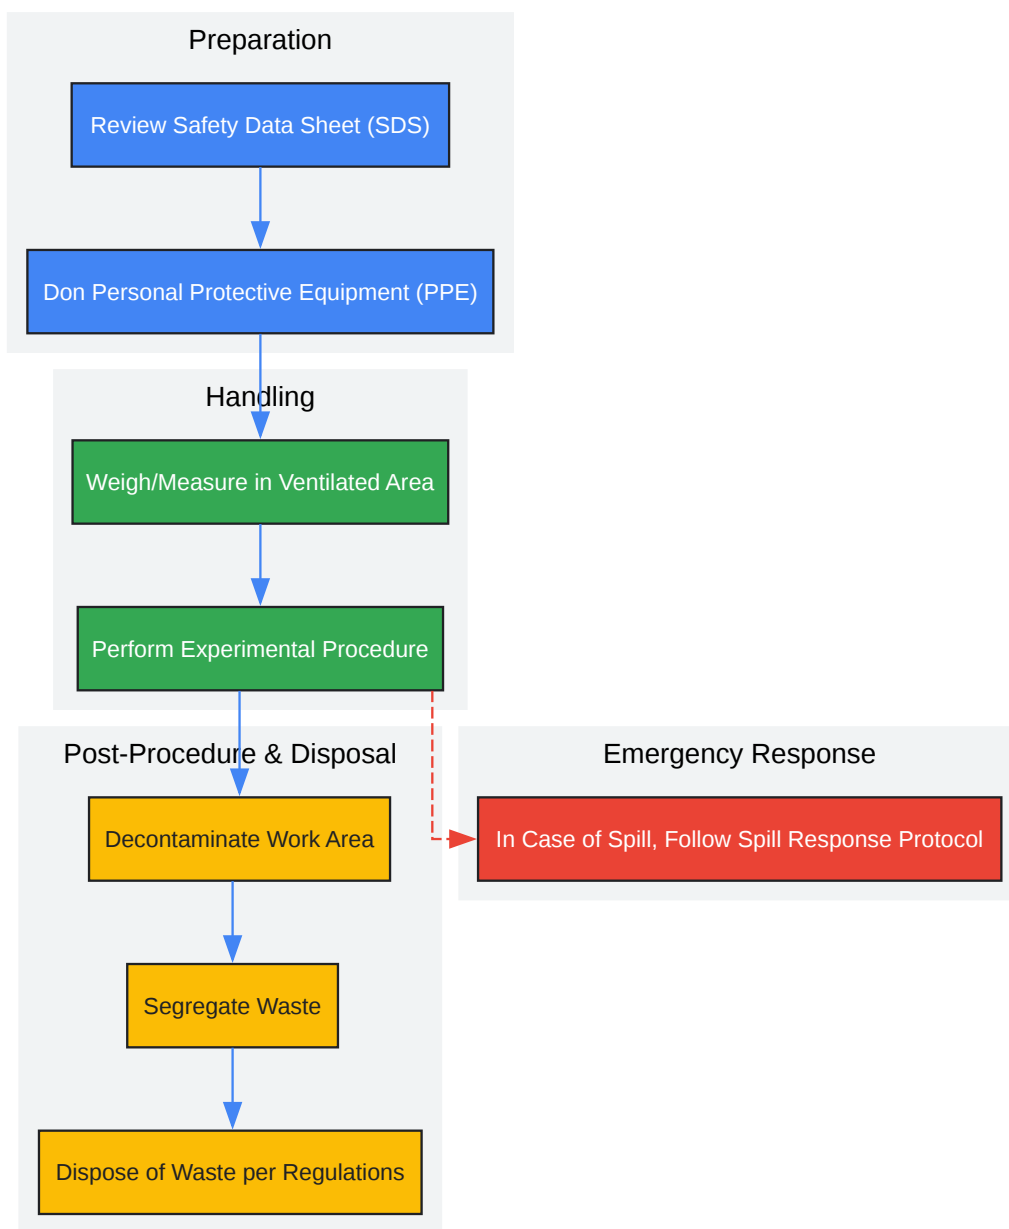 Preparation
Review Safety Data Sheet (SDS)
Don Personal Protective Equipment (PPE)
Handling
Weigh/Measure in Ventilated Area
Perform Experimental Procedure
Post-Procedure & Disposal
Decontaminate Work Area
Segregate Waste
Dispose of Waste per Regulations
Emergency Response
In Case of Spill, Follow Spill Response Protocol